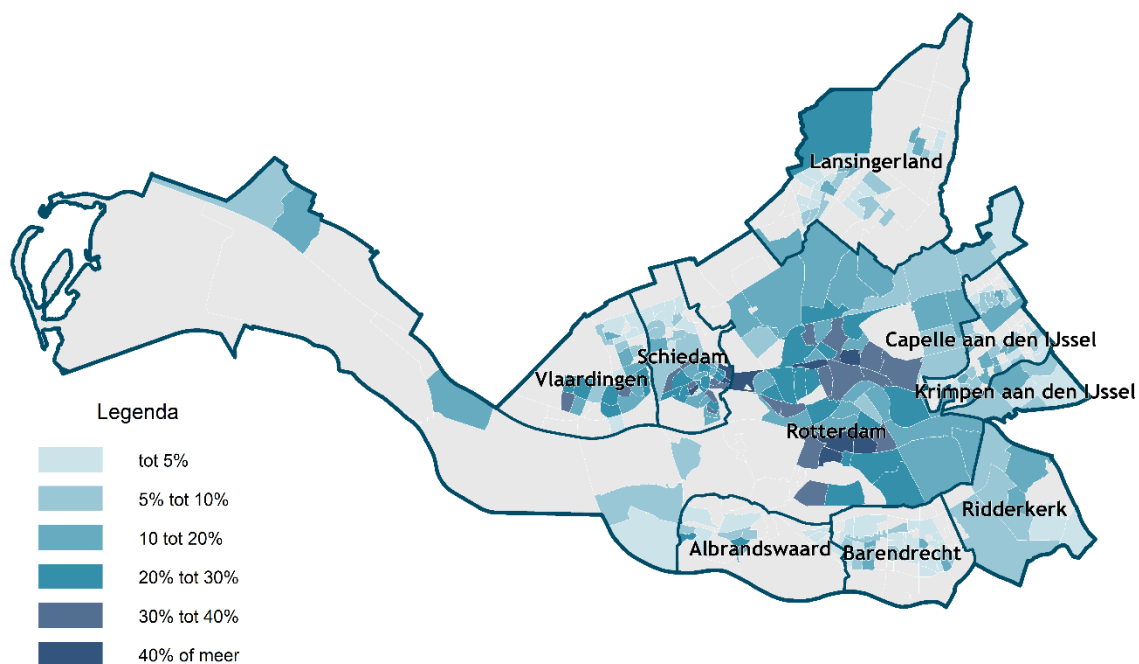 Lansingerland
Capelle aan den IJssel
Schiedam
Vlaardingen
Krimpen aan den IJssel
Rotterdam
Ridderkerk
Albrandswaard
Barendrecht
Legenda
tot 5%
5% tot 10%
10 tot 20%
20% tot 30%
30% tot 40%
40% of meer